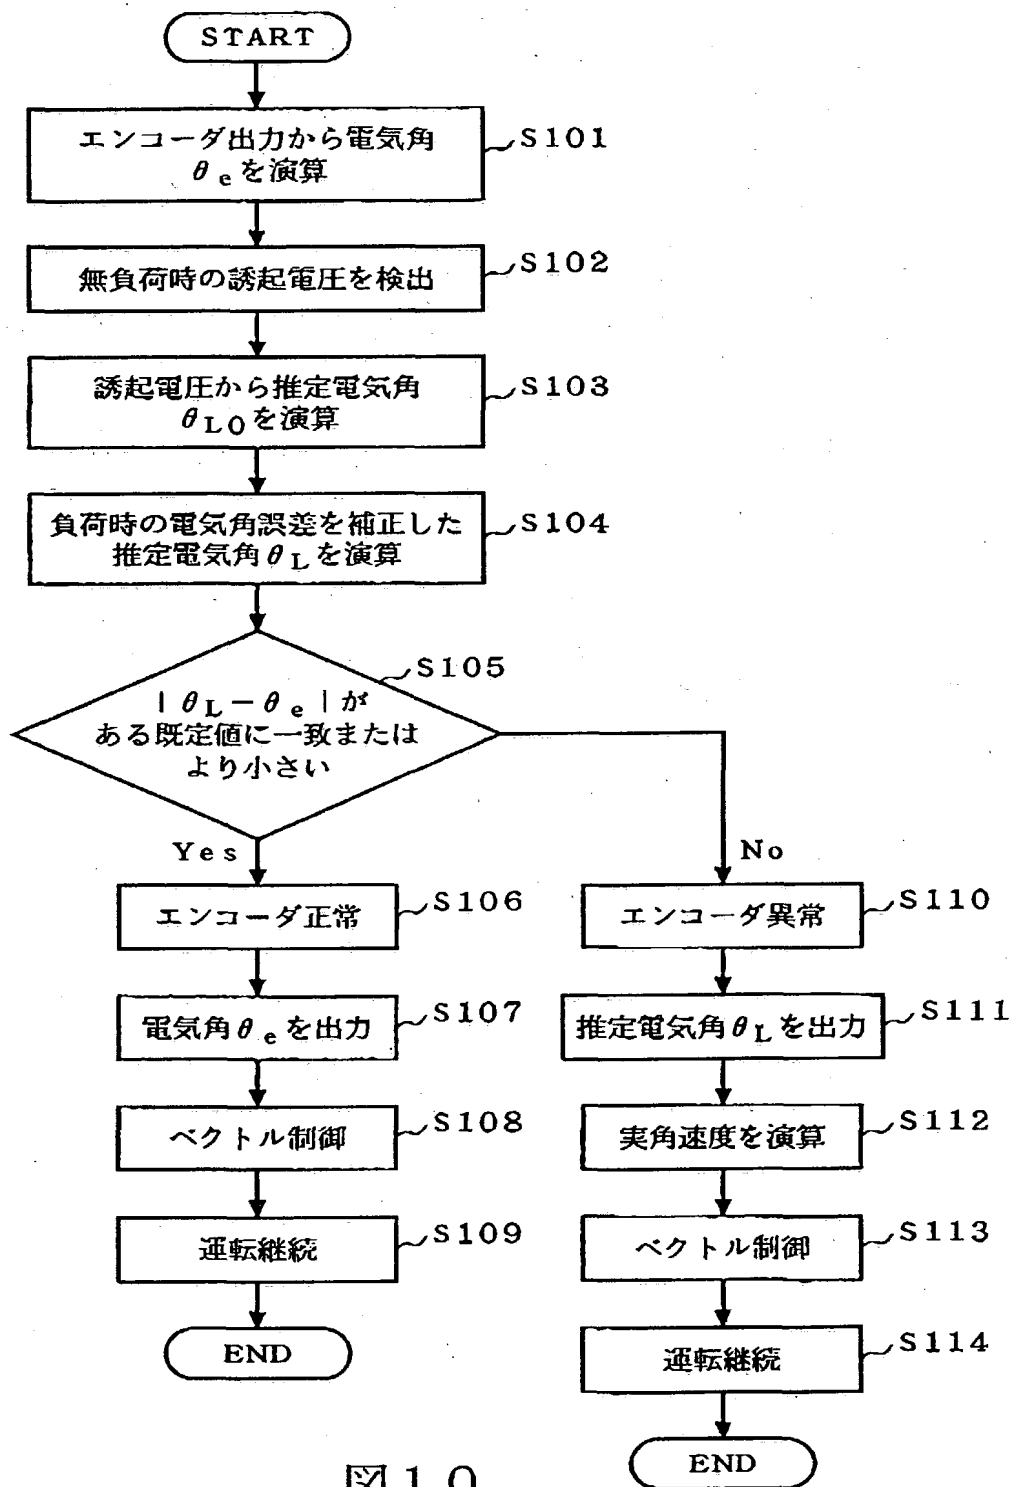 START
エンコーダ出力から電気角
θeを演算
S101
無負荷時の誘起電圧を検出
S102
誘起電圧から推定電気角
θL0を演算
S103
負荷時の電気角誤差を補正した
推定電気角θLを演算
S104
|θL－θe|が
ある既定値に一致または
より小さい
S105
Yes
No
エンコーダ正常
S106
電気角θeを出力
S107
ベクトル制御
S108
運転継続
S109
END
エンコーダ異常
S110
推定電気角θLを出力
S111
実角速度を演算
S112
ベクトル制御
S113
運転継続
S114
END
図10